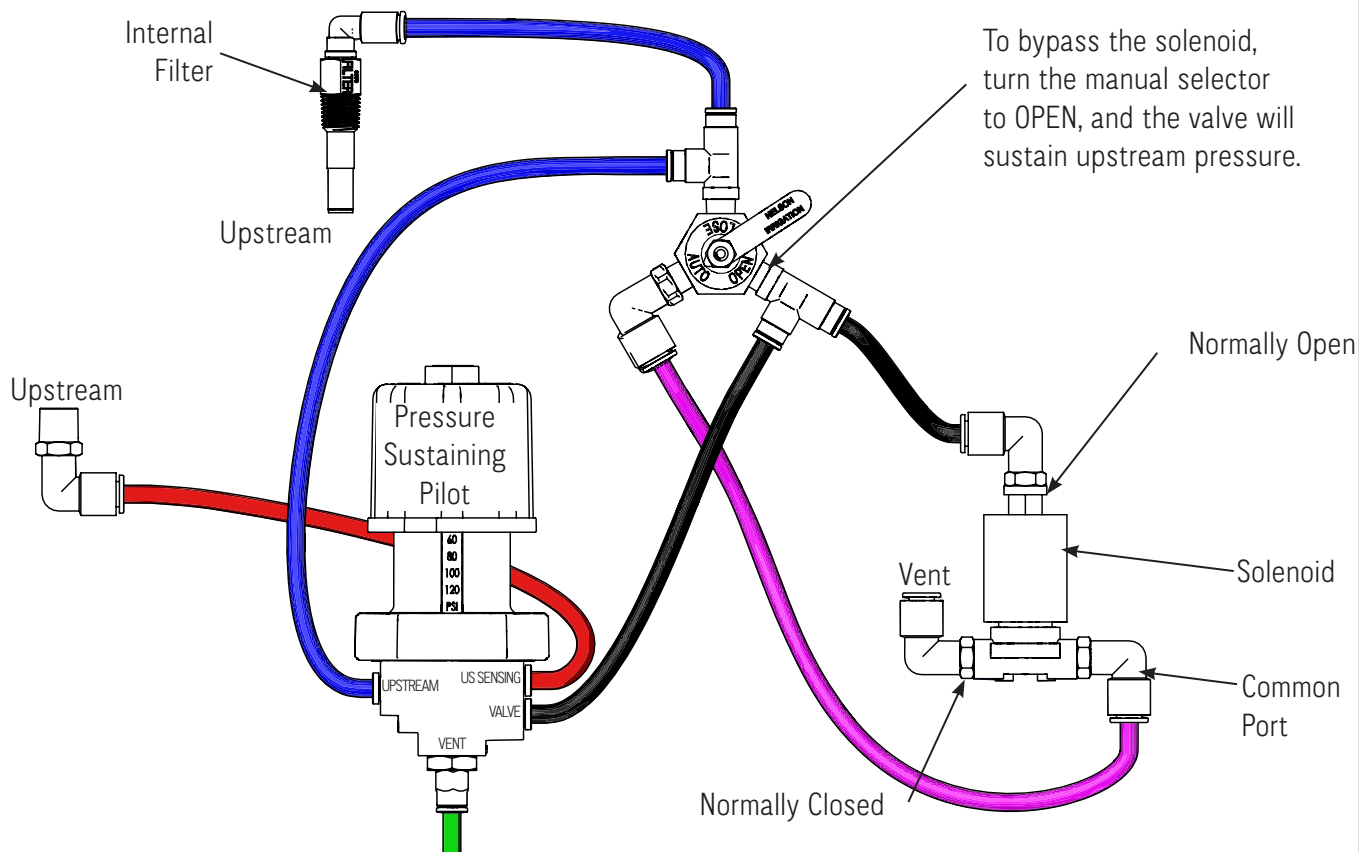 Internal
Filter
600
FILTER
Upstream
To bypass the solenoid,
turn the manual selector
to OPEN, and the valve will
sustain upstream pressure.
NELSON
IRRIGATION
CLOSE
AUTO
OPEN
Normally Open
Upstream
Pressure
Sustaining
Pilot
60
80
100
120
PSI
Vent
Solenoid
UPSTREAM
US SENSING
VALVE
VENT
Common
Port
Normally Closed